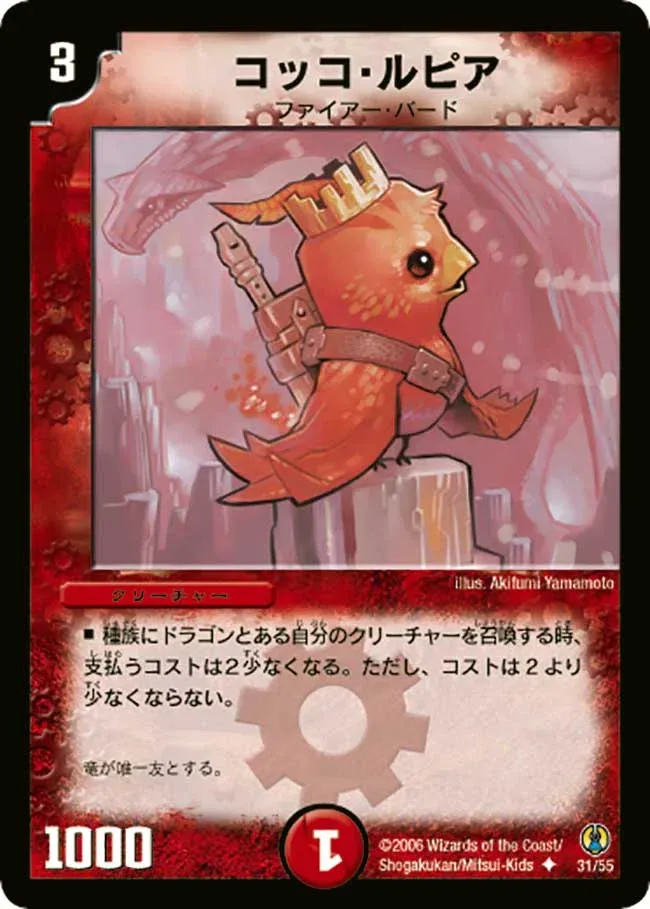 3
コッコ・ルピア
ファイアー・バード
illus. Akifumi Yamamoto
クリーチャー
■ 種族にドラゴンとある自分のクリーチャーを召喚する時、
支払うコストは2少なくなる。ただし、コストは2より
少なくならない。
竜が唯一友とする。
1000
1
©2006 Wizards of the Coast/
Shogakukan/Mitsui-Kids
31/55